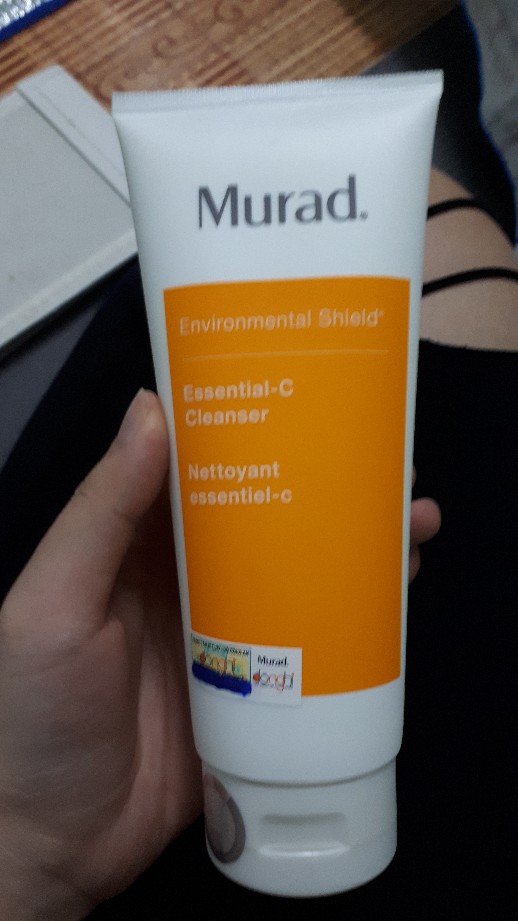 Murad.
Environmental Shield®
Essential-C
Cleanser
Nettoyant
essentiel-c
Murad.